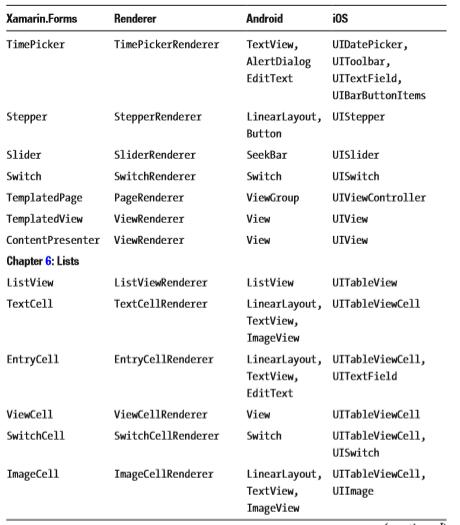 Xamarin.Forms Renderer Android iOS
TimePicker TimePickerRenderer TextView, UIDatePicker,
AlertDialog UIToolbar,
EditText UITextField,
UIBarButtonItems
Stepper StepperRenderer LinearLayout, UIStepper
Button
Slider SliderRenderer SeekBar UISlider
Switch SwitchRenderer Switch UISwitch
TemplatedPage PageRenderer ViewGroup UIViewController
TemplatedView ViewRenderer View UIView
ContentPresenter ViewRenderer View UIView
Chapter 6: Lists
ListView ListViewRenderer ListView UITableView
TextCell TextCellRenderer LinearLayout, UITableViewCell
TextView,
ImageView
EntryCell EntryCellRenderer LinearLayout, UITableViewCell,
TextView, UITextField
EditText
ViewCell ViewCellRenderer View UITableViewCell
SwitchCell SwitchCellRenderer Switch UITableViewCell,
UISwitch
ImageCell ImageCellRenderer LinearLayout, UITableViewCell,
TextView, UIImage
ImageView